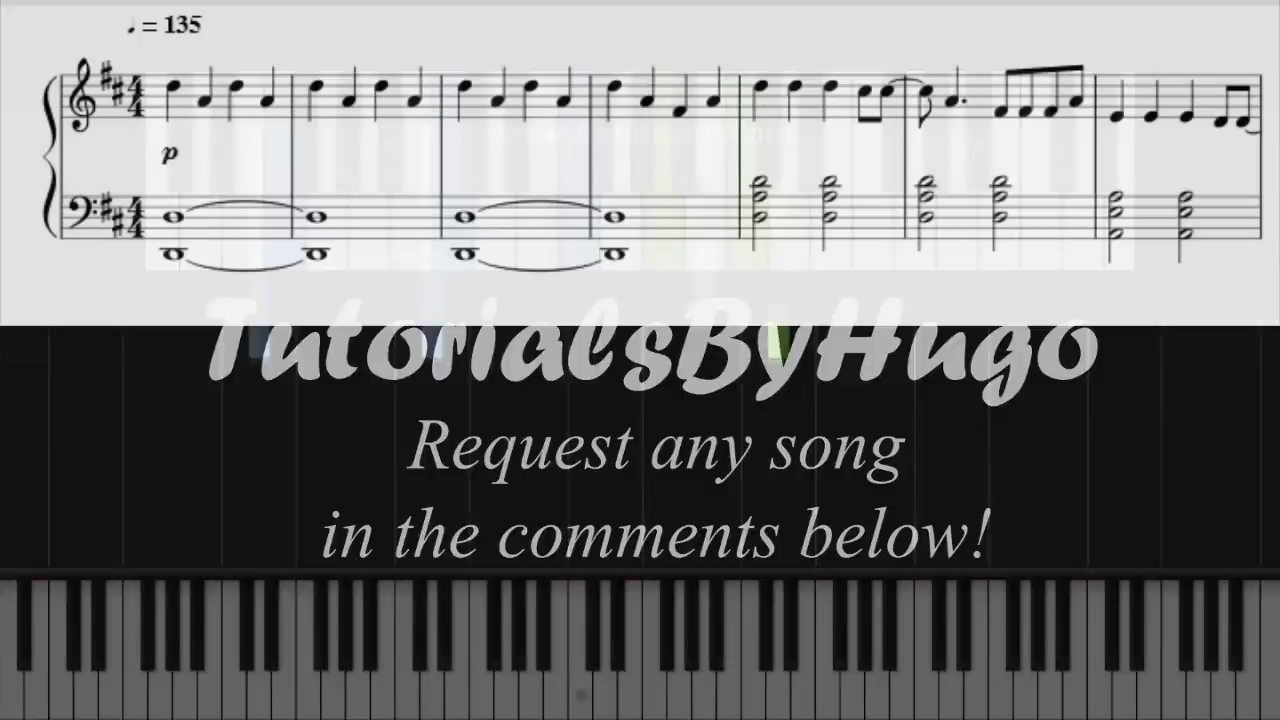 ♩ = 135
p
TutorialsByHugo
Request any song
in the comments below!